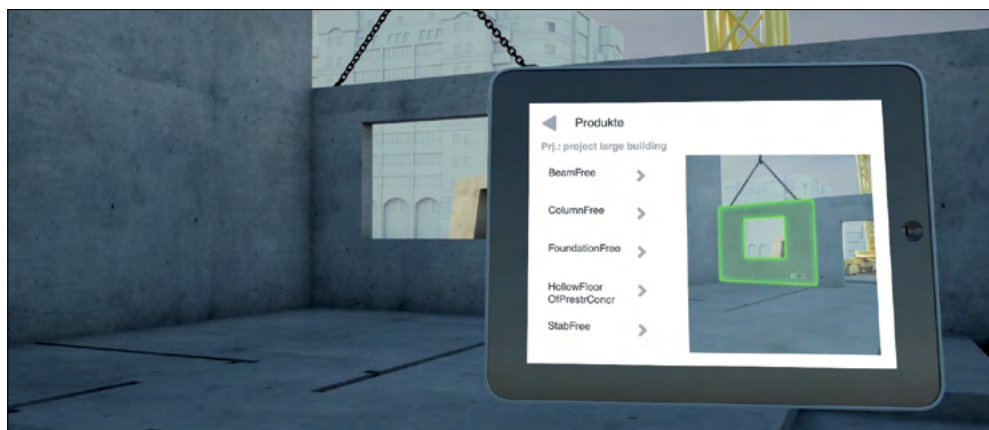 Produkte
Prj.: project large building
BeamFree
ColumnFree
FoundationFree
HollowFloor
OfPrestrConcr
StabFree